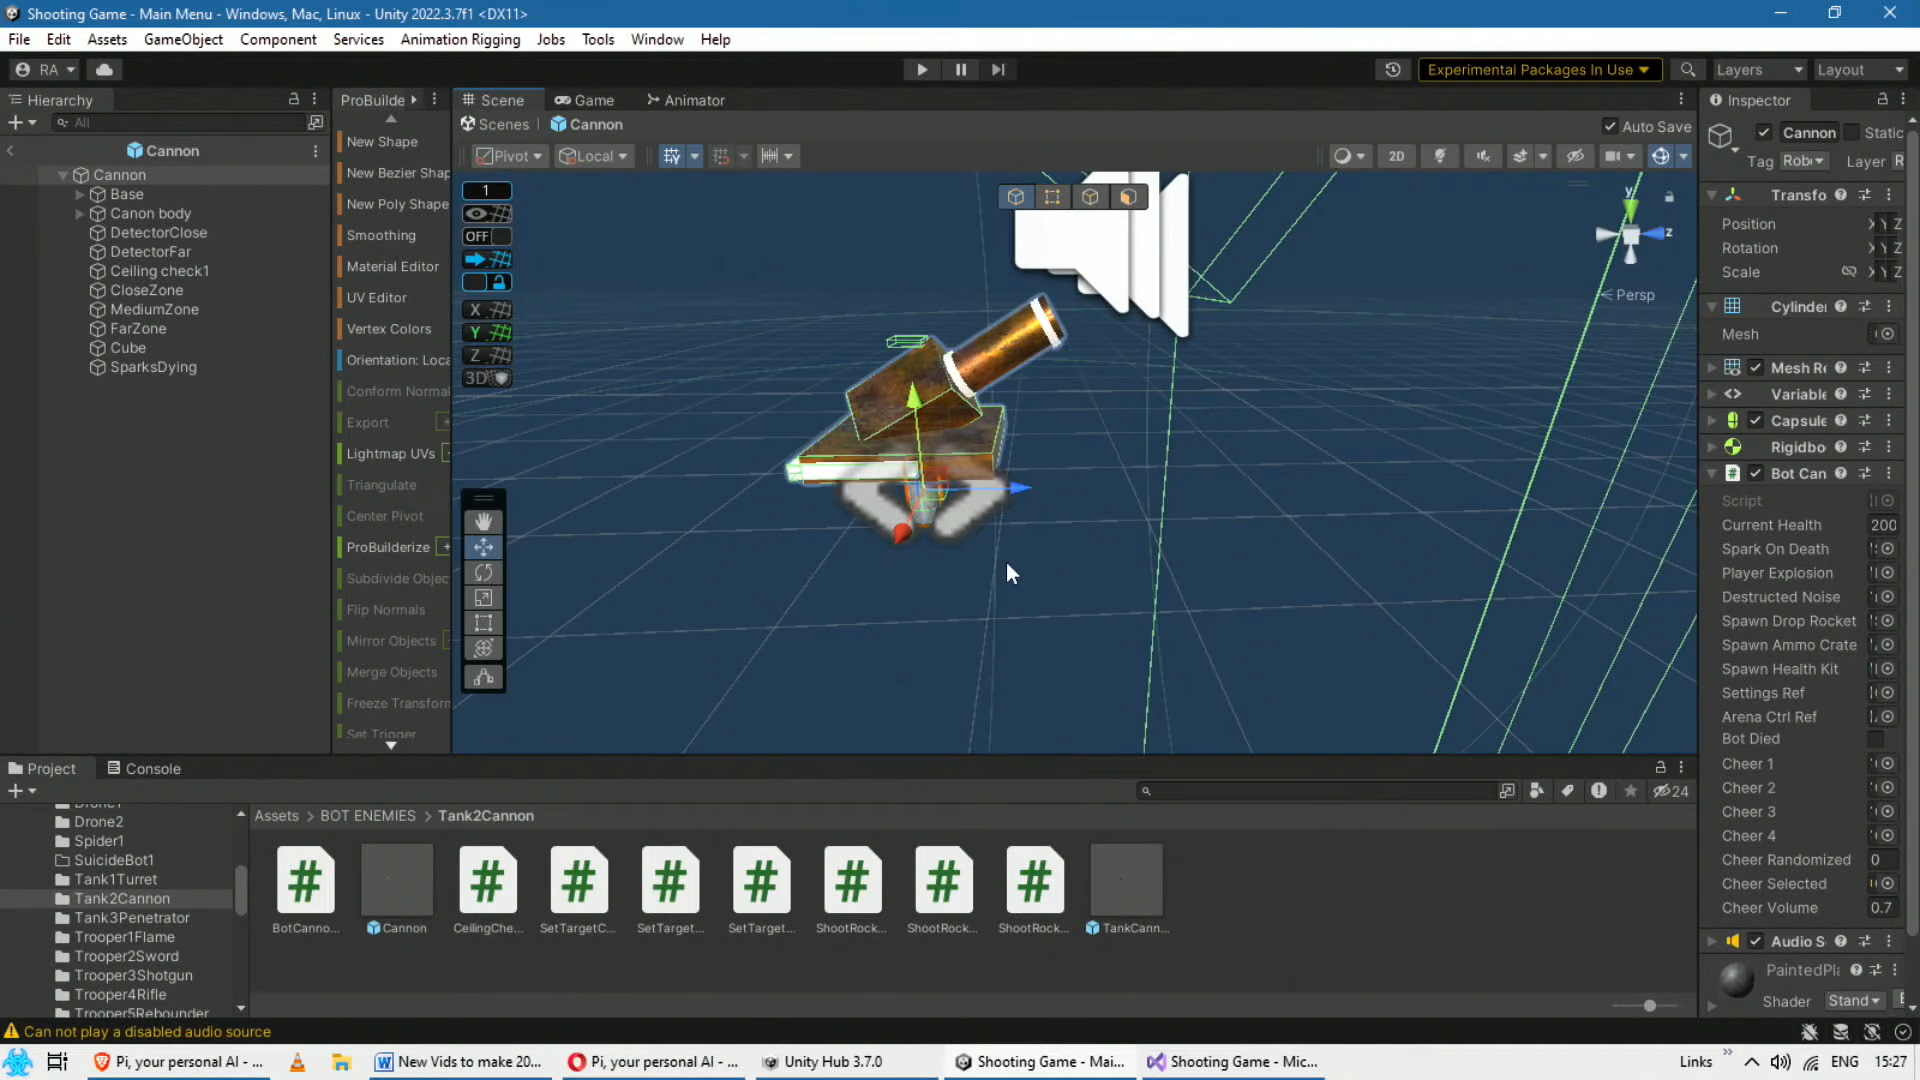 Shooting Game - Main Menu - Windows, Mac, Linux - Unity 2022.3.7f1 <DX11>
File Edit Assets GameObject Component Services Animation Rigging Jobs Tools Window Help
RA Experimental Packages In Use Layers Layout
Hierarchy
All
Cannon
Cannon
Base
Canon body
DetectorClose
DetectorFar
Ceiling check1
CloseZone
MediumZone
FarZone
Cube
SparksDying
ProBuilde
New Shape
New Bezier Shap
New Poly Shape
Smoothing
Material Editor
UV Editor
Vertex Colors
Orientation: Loca
Conform Normal
Export +
Lightmap UVs
Triangulate
Center Pivot
ProBuilderize +
Subdivide Objec
Flip Normals
Mirror Objects
Merge Objects
Freeze Transform
Set Trigger
Scene Game Animator
Scenes Cannon Auto Save
Pivot Local 2D
1
OFF
X
Y
Z
3D
y
z
Persp
Inspector
Cannon Static
Tag Rob Layer R
Transfo
Position X Y Z
Rotation X Y Z
Scale X Y Z
Cylinder
Mesh
Mesh Re
Variable
Capsule
Rigidbo
# Bot Can
Script
Current Health 200
Spark On Death
Player Explosion
Destructed Noise
Spawn Drop Rocket
Spawn Ammo Crate
Spawn Health Kit
Settings Ref
Arena Ctrl Ref
Bot Died
Cheer 1
Cheer 2
Cheer 3
Cheer 4
Cheer Randomized 0
Cheer Selected
Cheer Volume 0.7
Audio S
PaintedPla
Shader Stand
Project Console
24
Drone1
Drone2
Spider1
SuicideBot1
Tank1Turret
Tank2Cannon
Tank3Penetrator
Trooper1Flame
Trooper2Sword
Trooper3Shotgun
Trooper4Rifle
Trooper5Rebounder
Assets > BOT ENEMIES > Tank2Cannon
# # # # # # # #
BotCanno... Cannon CeilingChe... SetTargetC... SetTarget... SetTarget... ShootRock... ShootRock... ShootRock... TankCann...
Can not play a disabled audio source
Pi, your personal AI - ... New Vids to make 20... Pi, your personal AI - ... Unity Hub 3.7.0 Shooting Game - Mai... Shooting Game - Mic... Links ENG 15:27